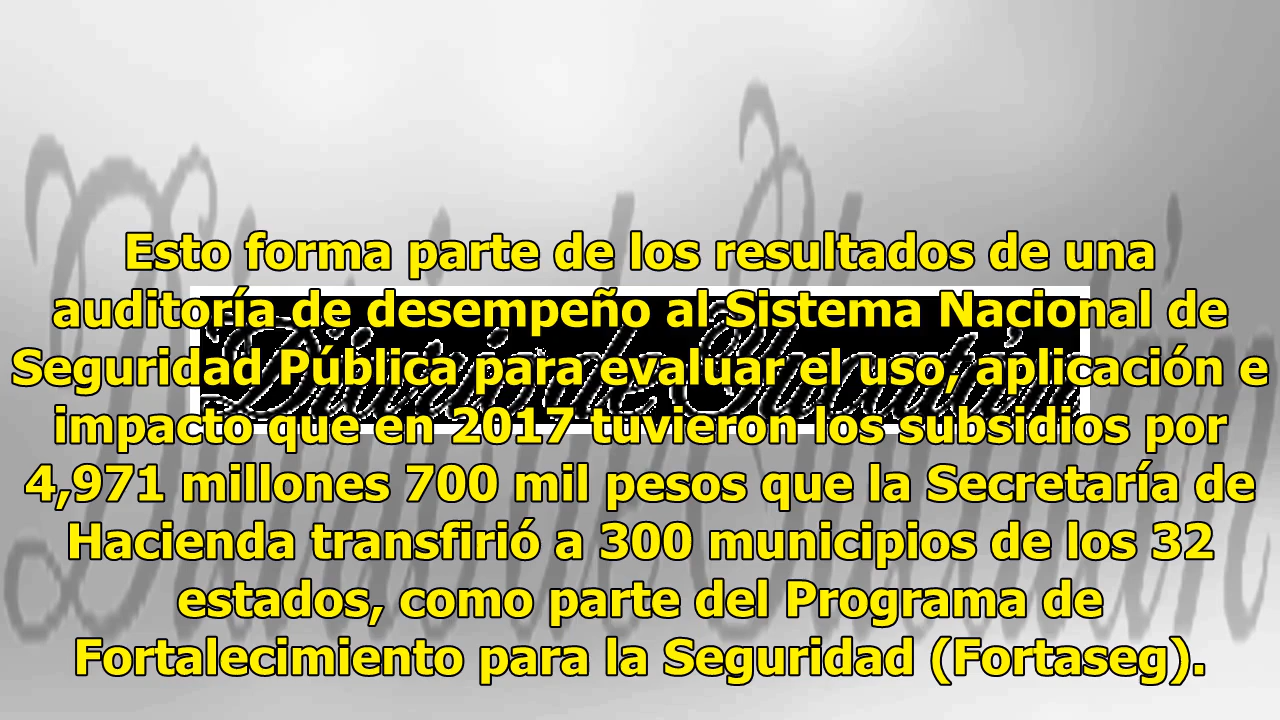 Esto forma parte de los resultados de una
auditoría de desempeño al Sistema Nacional de
Seguridad Pública para evaluar el uso, aplicación e
impacto que en 2017 tuvieron los subsidios por
4,971 millones 700 mil pesos que la Secretaría de
Hacienda transfirió a 300 municipios de los 32
estados, como parte del Programa de
Fortalecimiento para la Seguridad (Fortaseg).
Diario de Yucatán